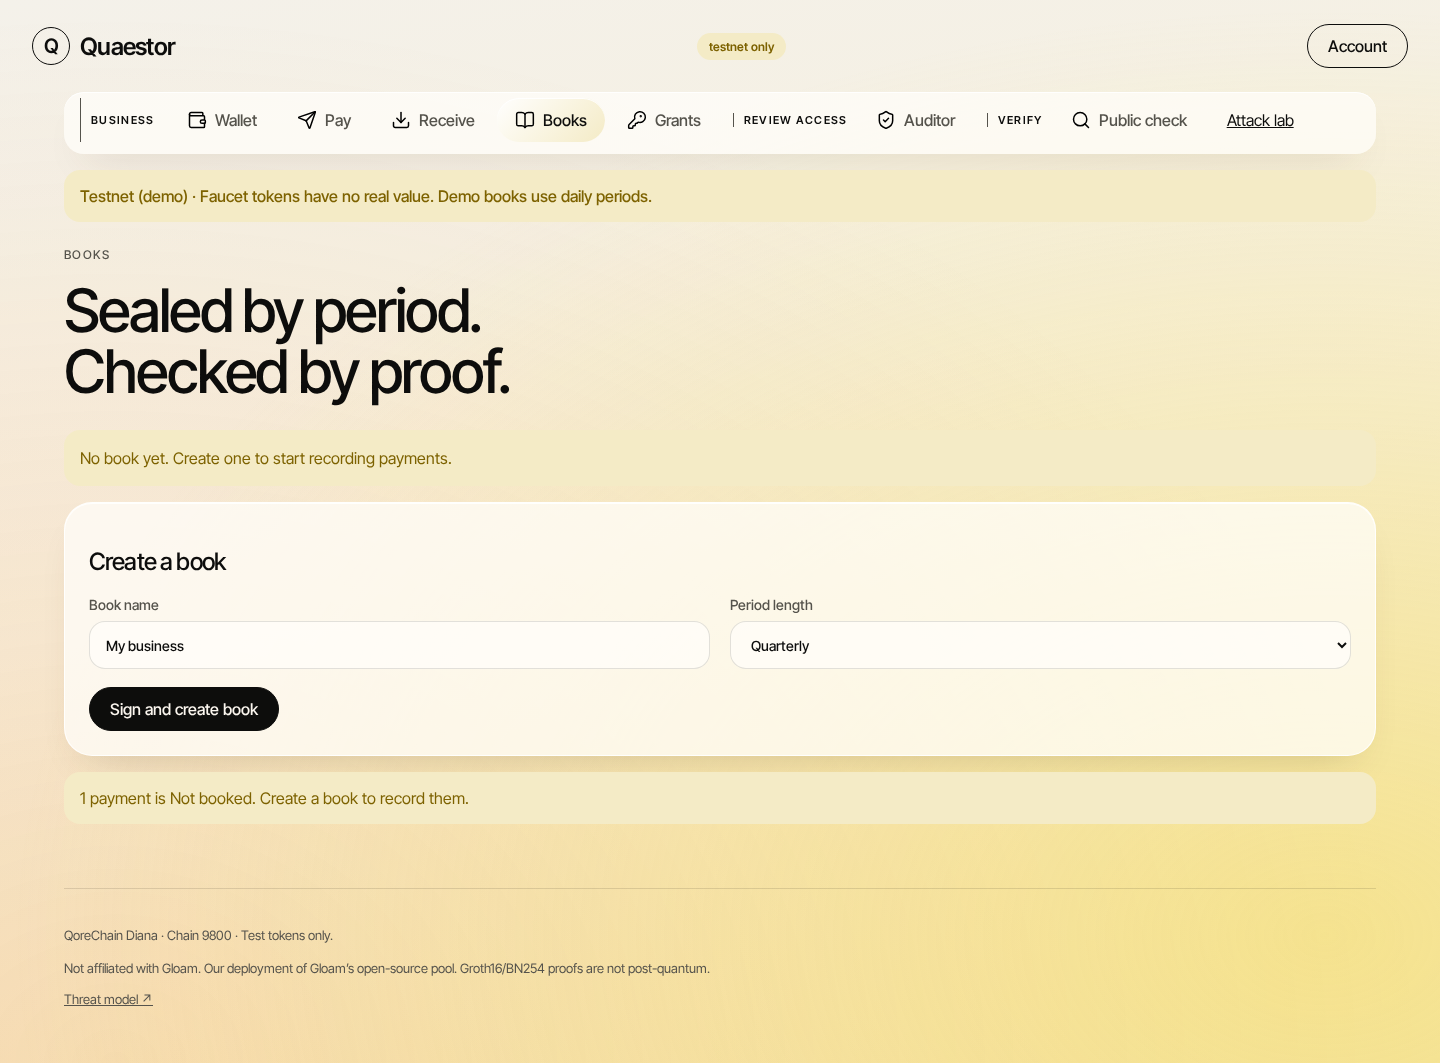 Q Quaestor
testnet only
Account
BUSINESS Wallet Pay Receive Books Grants REVIEW ACCESS Auditor VERIFY Public check Attack lab
Testnet (demo) · Faucet tokens have no real value. Demo books use daily periods.
BOOKS
Sealed by period.
Checked by proof.
No book yet. Create one to start recording payments.
Create a book
Book name
Period length
My business
Quarterly
Sign and create book
1 payment is Not booked. Create a book to record them.
QoreChain Diana · Chain 9800 · Test tokens only.
Not affiliated with Gloam. Our deployment of Gloam’s open-source pool. Groth16/BN254 proofs are not post-quantum.
Threat model ↗